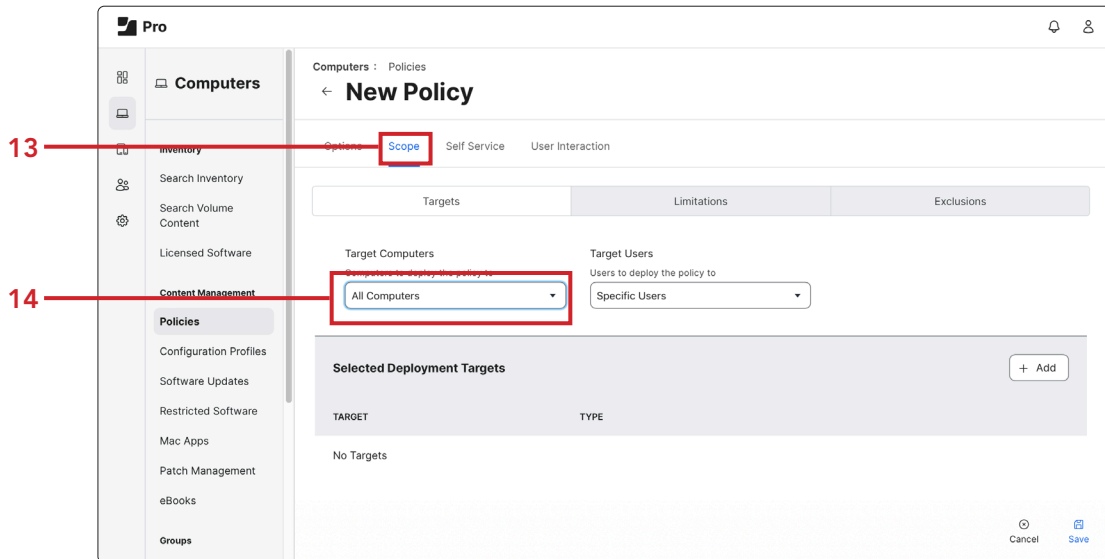 Pro
Computers
Computers : Policies
New Policy
13
Options Scope Self Service User Interaction
Inventory
Search Inventory
Search Volume
Content
Licensed Software
Content Management
Policies
Configuration Profiles
Software Updates
Restricted Software
Mac Apps
Patch Management
eBooks
Groups
Targets Limitations Exclusions
Target Computers
Computers to deploy the policy to
14
All Computers
Target Users
Users to deploy the policy to
Specific Users
Selected Deployment Targets
+ Add
TARGET TYPE
No Targets
Cancel Save